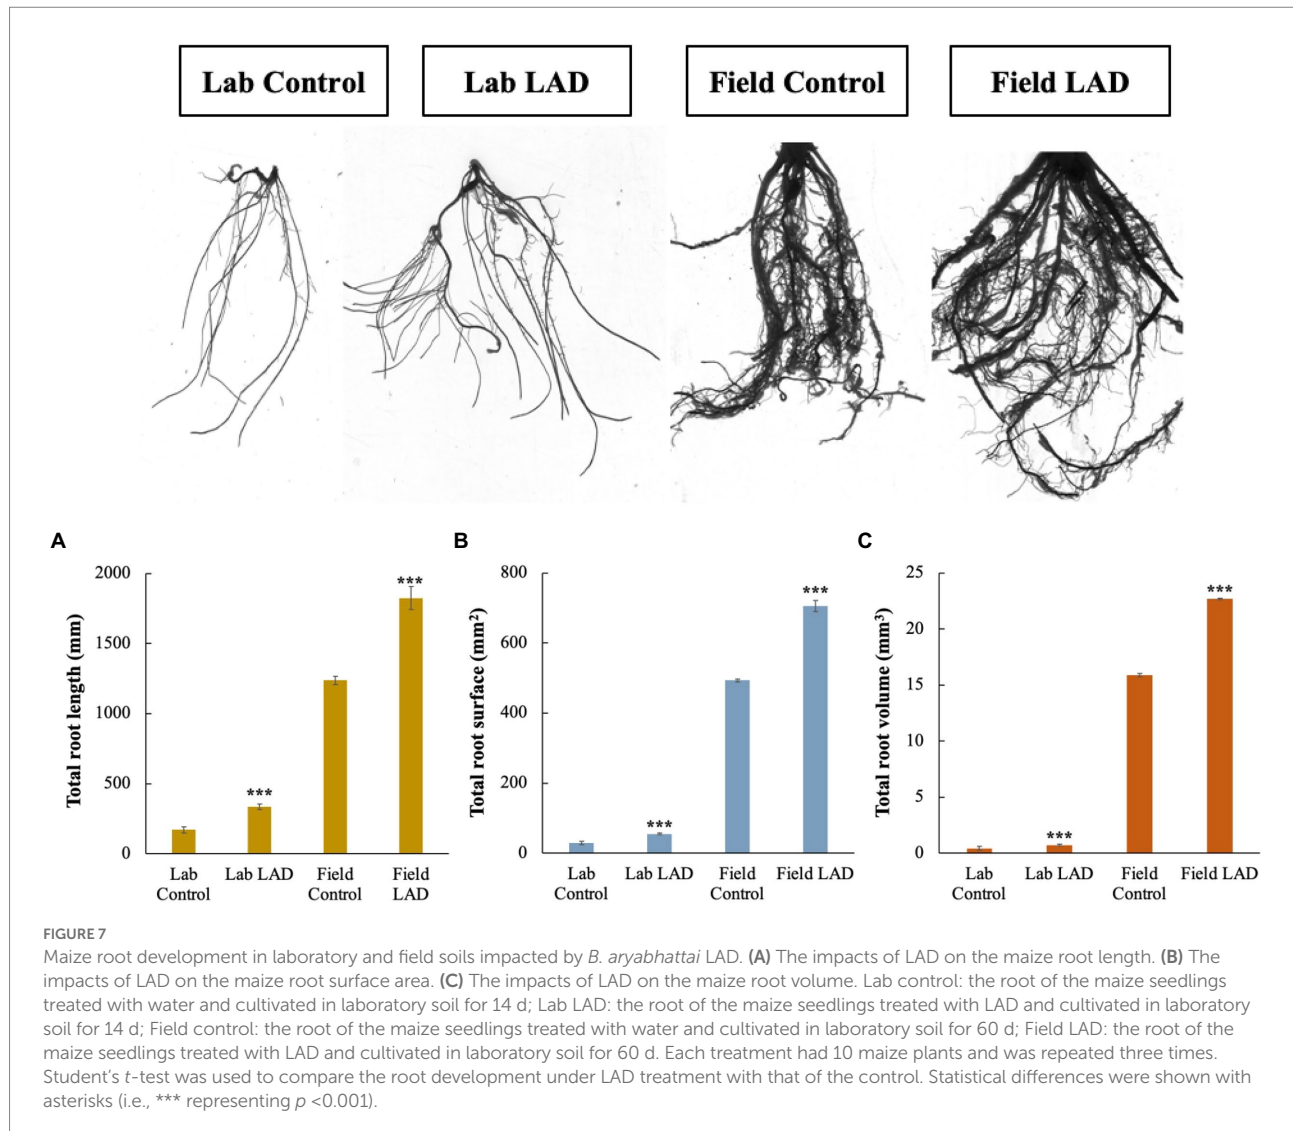 Lab Control
Lab LAD
Field Control
Field LAD
A
Total root length (mm)
2000
1500
1000
500
0
***
***
Lab
Control
Lab LAD
Field
Control
Field
LAD
B
Total root surface (mm²)
800
600
400
200
0
***
***
Lab
Control
Lab LAD
Field
Control
Field LAD
C
Total root volume (mm³)
25
20
15
10
5
0
***
***
Lab
Control
Lab LAD
Field
Control
Field LAD
FIGURE 7
Maize root development in laboratory and field soils impacted by B. aryabhattai LAD. (A) The impacts of LAD on the maize root length. (B) The
impacts of LAD on the maize root surface area. (C) The impacts of LAD on the maize root volume. Lab control: the root of the maize seedlings
treated with water and cultivated in laboratory soil for 14 d; Lab LAD: the root of the maize seedlings treated with LAD and cultivated in laboratory
soil for 14 d; Field control: the root of the maize seedlings treated with water and cultivated in laboratory soil for 60 d; Field LAD: the root of the
maize seedlings treated with LAD and cultivated in laboratory soil for 60 d. Each treatment had 10 maize plants and was repeated three times.
Student's t-test was used to compare the root development under LAD treatment with that of the control. Statistical differences were shown with
asterisks (i.e., *** representing p <0.001).